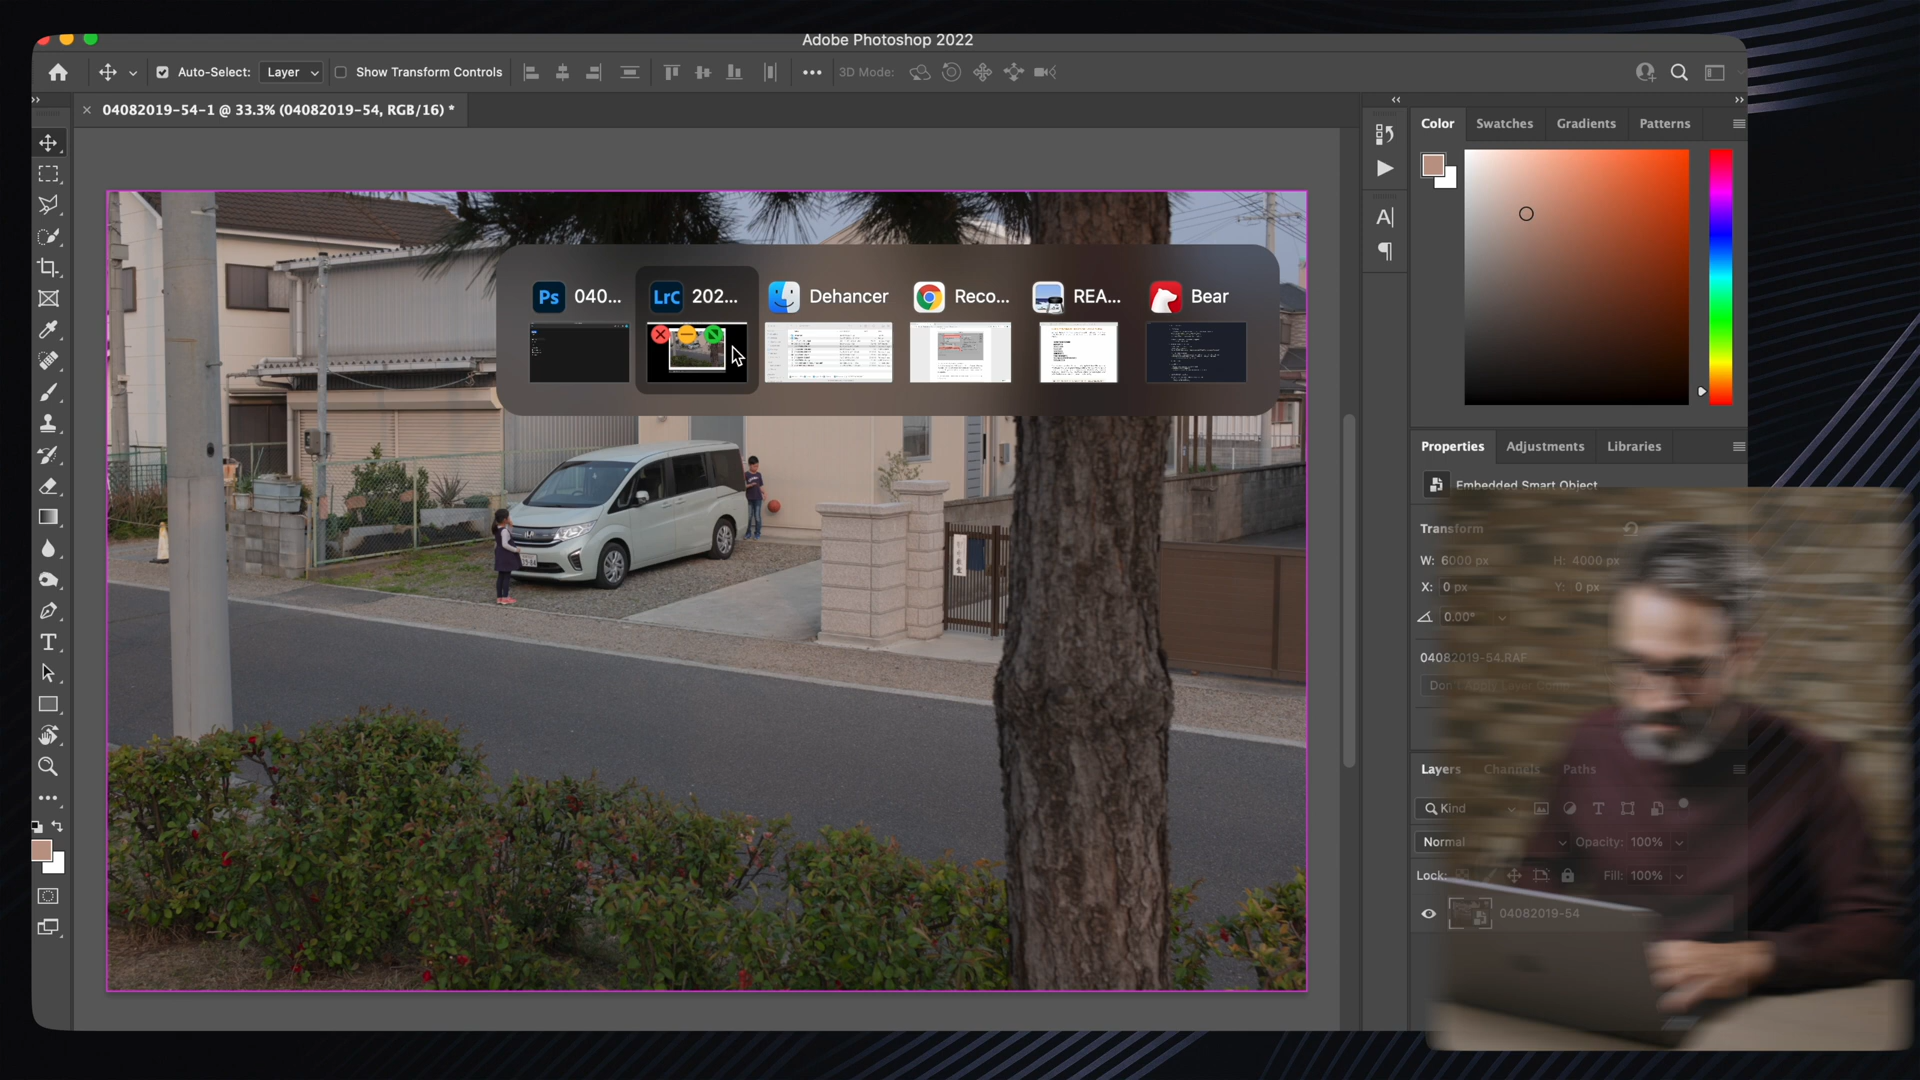 Adobe Photoshop 2022
Auto-Select: Layer Show Transform Controls 3D Mode:
04082019-54-1 @ 33.3% (04082019-54, RGB/16) *
Color Swatches Gradients Patterns
Ps 040... LrC 202... Dehancer Reco... REA... Bear
Properties Adjustments Libraries
Embedded Smart Object
Transform
W: 6000 px H: 4000 px
X: 0 px Y: 0 px
0.00°
04082019-54.RAF
Layers Channels Paths
Kind
Normal Opacity: 100%
Lock: Fill: 100%
04082019-54